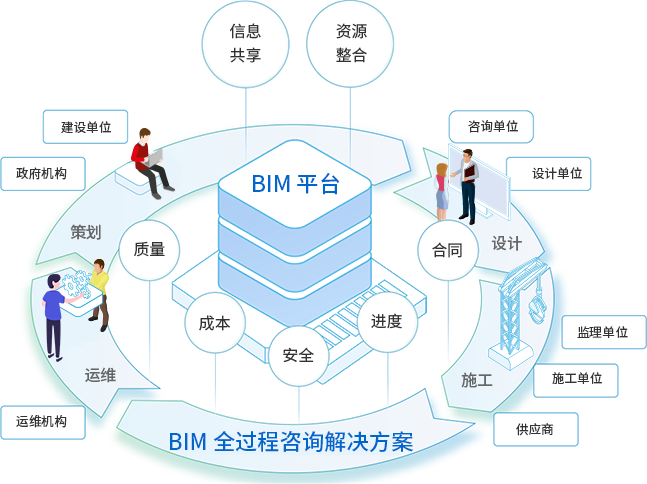 信息
共享
资源
整合
建设单位
咨询单位
政府机构
设计单位
BIM 平台
策划
质量
合同
设计
成本
进度
安全
监理单位
运维
施工
施工单位
运维机构
供应商
BIM 全过程咨询解决方案